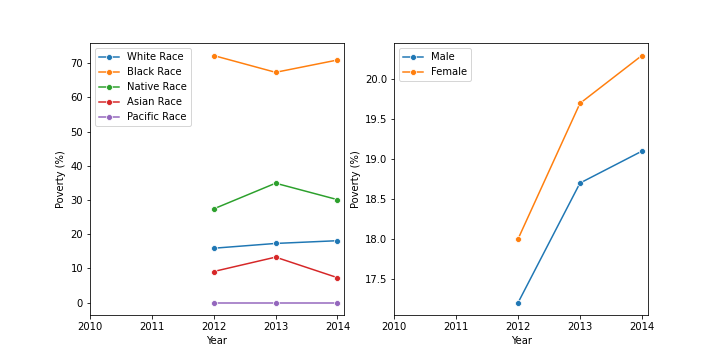 White Race
Black Race
Native Race
Asian Race
Pacific Race
Poverty (%)
70
60
50
40
30
20
10
0
2010 2011 2012 2013 2014
Year
Male
Female
Poverty (%)
20.0
19.5
19.0
18.5
18.0
17.5
2010 2011 2012 2013 2014
Year